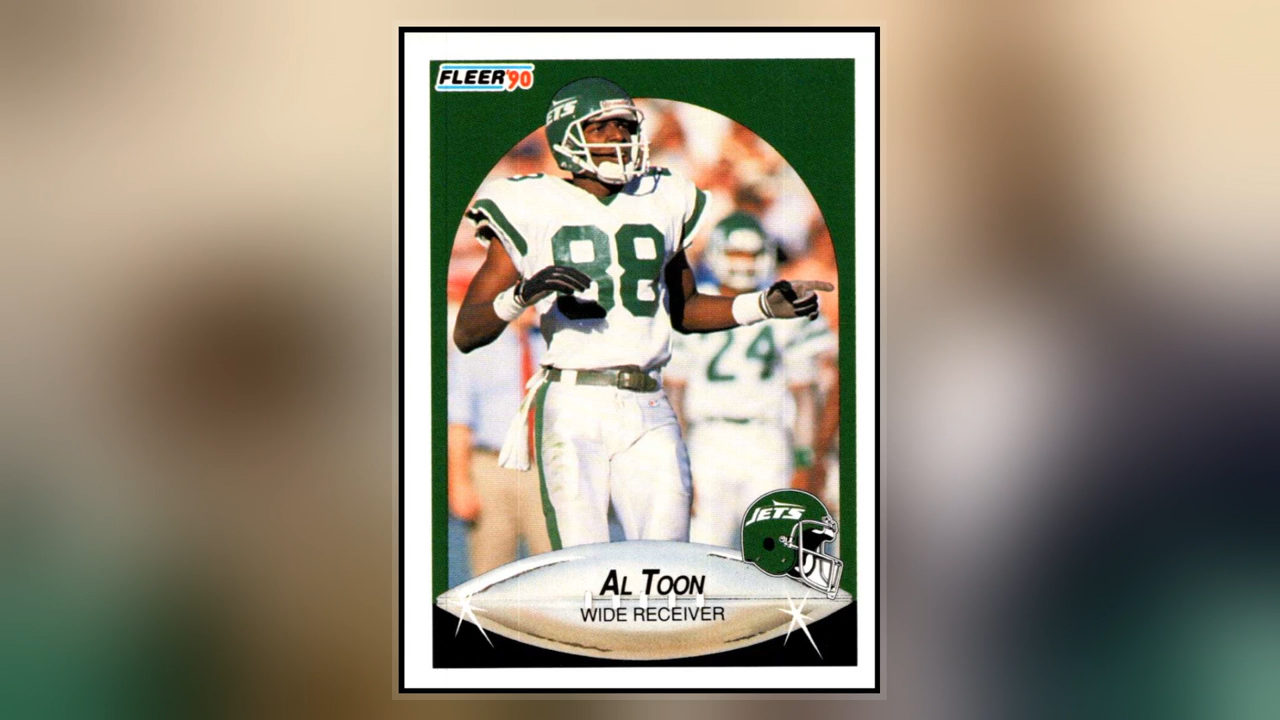 FLEER '90
JETS
88
24
JETS
AL TOON
WIDE RECEIVER